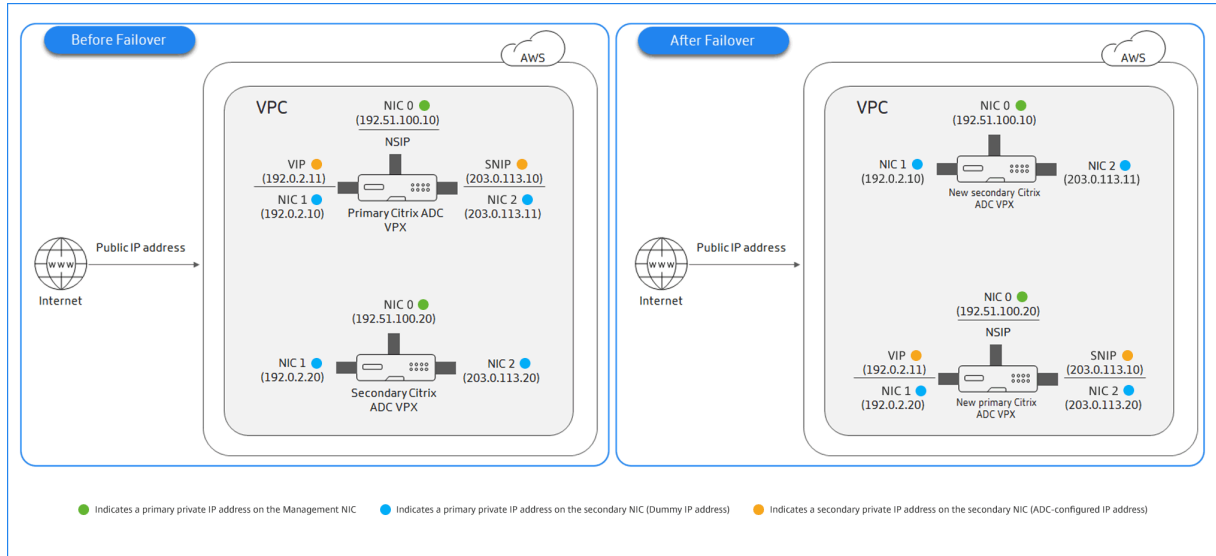 Before Failover
AWS
VPC
NIC 0
(192.51.100.10)
NSIP
VIP
(192.0.2.11)
NIC 1
(192.0.2.10)
SNIP
(203.0.113.10)
NIC 2
(203.0.113.11)
Primary Citrix ADC
VPX
Public IP address
WWW
Internet
NIC 0
(192.51.100.20)
NIC 1
(192.0.2.20)
NIC 2
(203.0.113.20)
Secondary Citrix
ADC VPX
After Failover
AWS
VPC
NIC 0
(192.51.100.10)
NIC 1
(192.0.2.10)
NIC 2
(203.0.113.11)
New secondary Citrix
ADC VPX
Public IP address
WWW
Internet
NIC 0
(192.51.100.20)
NSIP
VIP
(192.0.2.11)
NIC 1
(192.0.2.20)
SNIP
(203.0.113.10)
NIC 2
(203.0.113.20)
New primary Citrix
ADC VPX
Indicates a primary private IP address on the Management NIC
Indicates a primary private IP address on the secondary NIC (Dummy IP address)
Indicates a secondary private IP address on the secondary NIC (ADC-configured IP address)